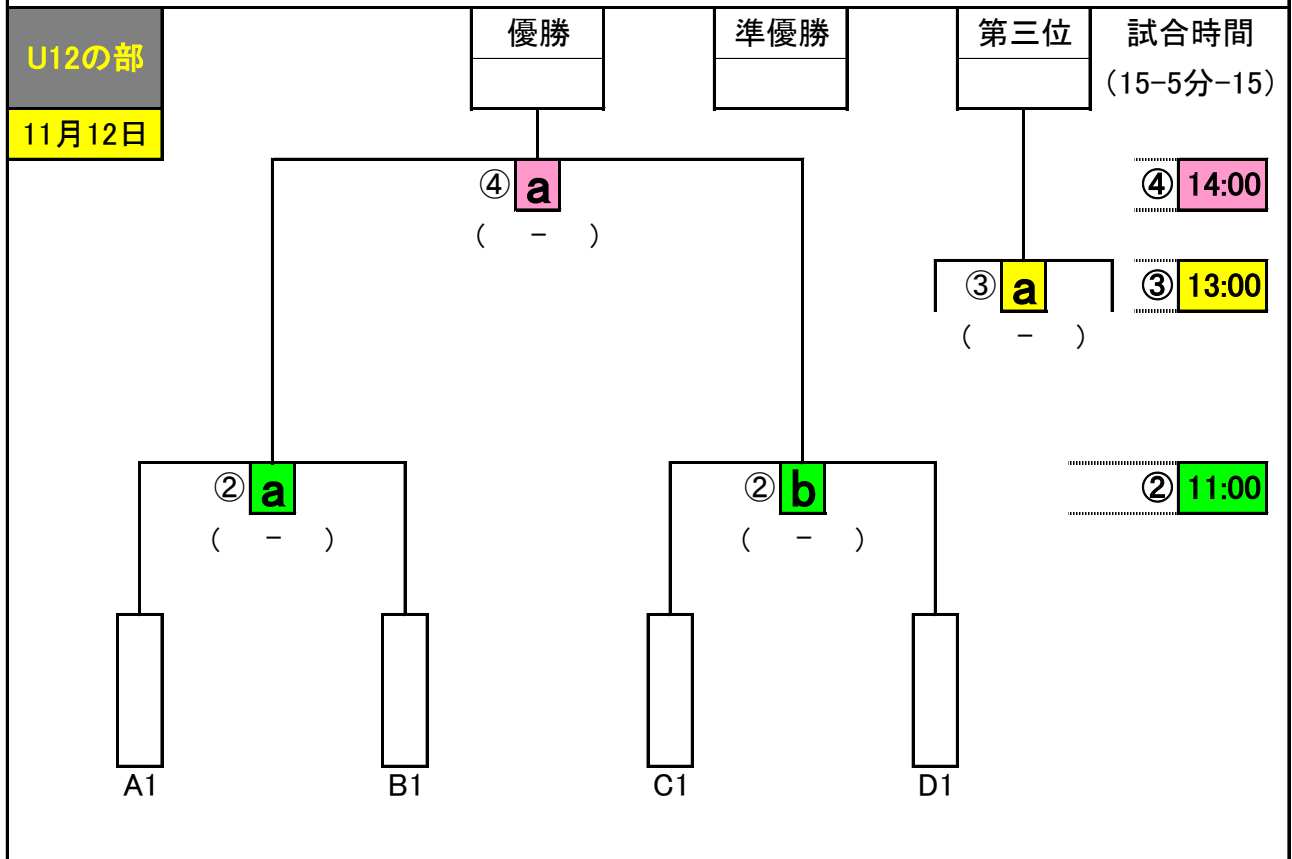 U12の部
優勝
準優勝
第三位
試合時間
(15-5分-15)
11月12日
④ a
( - )
④ 14:00
③ a
( - )
③ 13:00
② a
( - )
② b
( - )
② 11:00
A1
B1
C1
D1